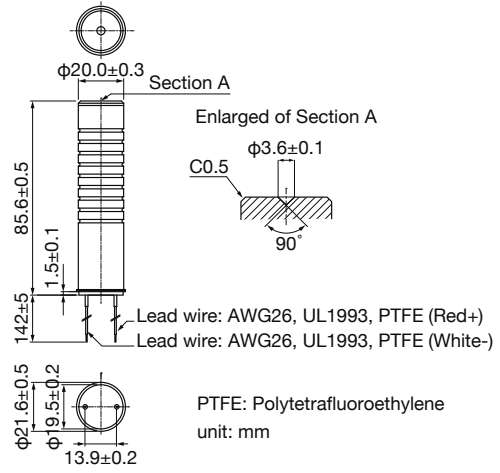 φ20.0±0.3
Section A
Enlarged of Section A
φ3.6±0.1
C0.5
90°
85.6±0.5
1.5±0.1
142±5
Lead wire: AWG26, UL1993, PTFE (Red+)
Lead wire: AWG26, UL1993, PTFE (White-)
φ21.6±0.5
φ19.5±0.2
13.9±0.2
PTFE: Polytetrafluoroethylene
unit: mm